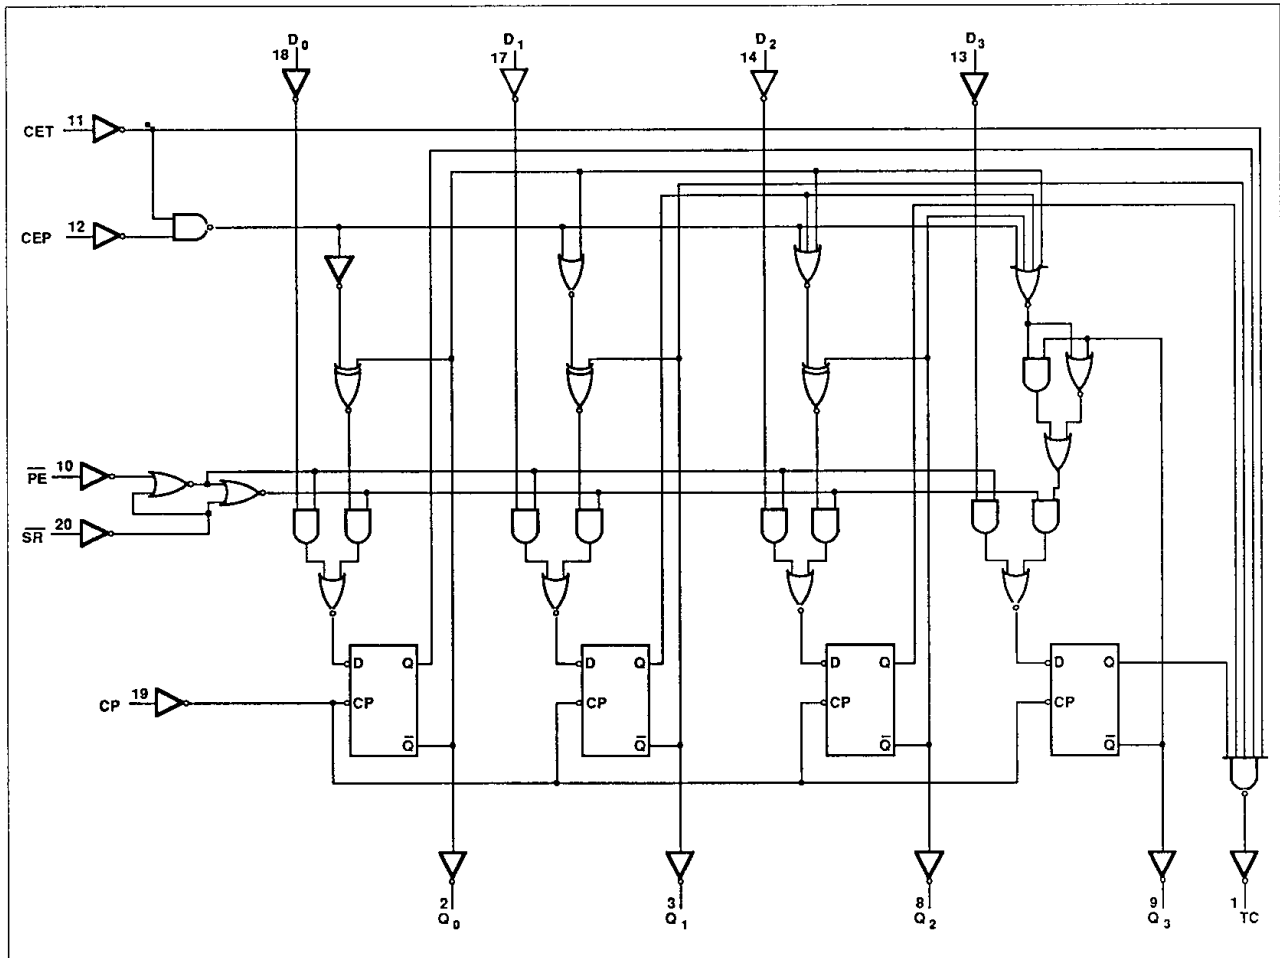 D0 D1 D2 D3
18 17 14 13
CET 11
CEP 12
PE 10
SR 20
D Q D Q D Q D Q
CP 19 CP CP CP CP
Q Q Q Q
2 3 8 9 1
Q0 Q1 Q2 Q3 TC